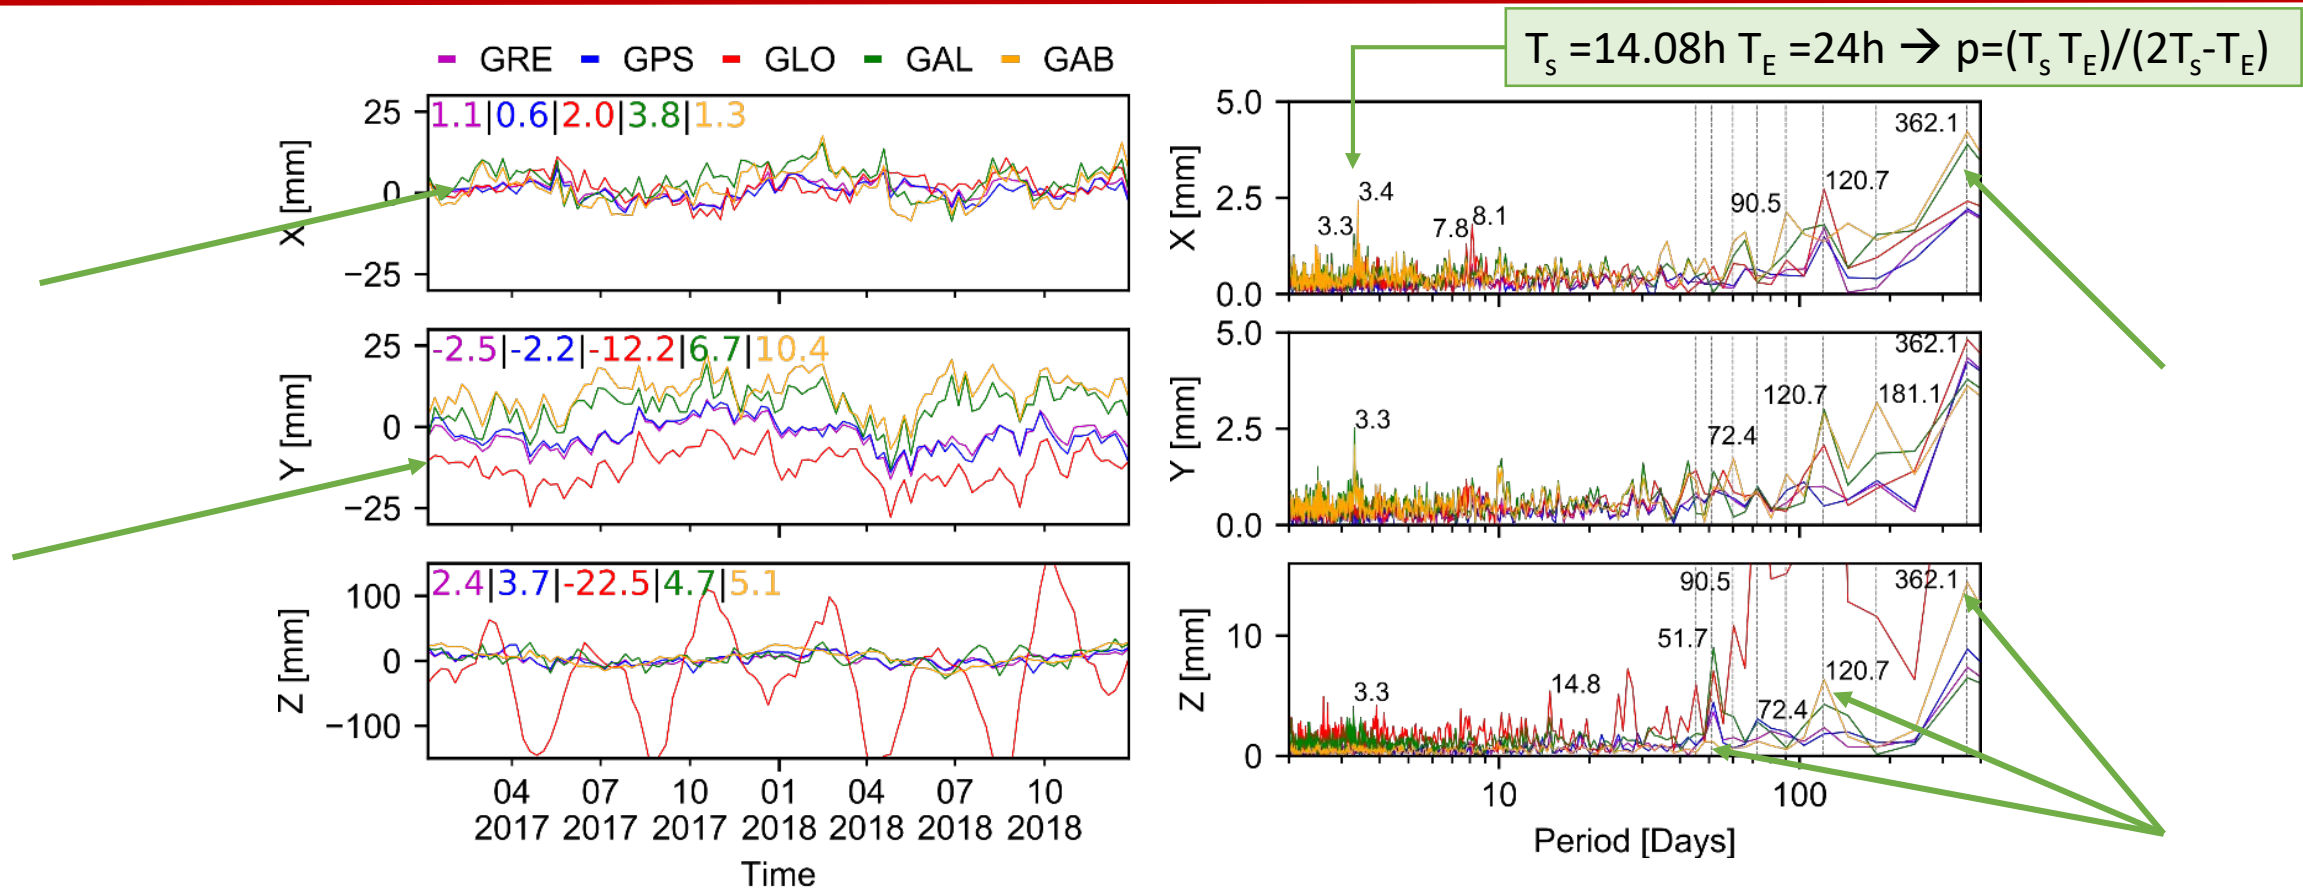 T_s =14.08h T_E =24h → p=(T_s T_E)/(2T_s-T_E)
GRE GPS GLO GAL GAB
X [mm]
25
0
−25
1.1|0.6|2.0|3.8|1.3
Y [mm]
25
0
−25
-2.5|-2.2|-12.2|6.7|10.4
Z [mm]
100
0
−100
2.4|3.7|-22.5|4.7|5.1
04 07 10 01 04 07 10
2017 2017 2017 2018 2018 2018 2018
Time
X [mm]
5.0
2.5
0.0
3.3 3.4 7.8 8.1 90.5 120.7 362.1
Y [mm]
5.0
2.5
0.0
3.3 72.4 120.7 181.1 362.1
Z [mm]
10
0
3.3 14.8 51.7 90.5 72.4 120.7 362.1
10 100
Period [Days]